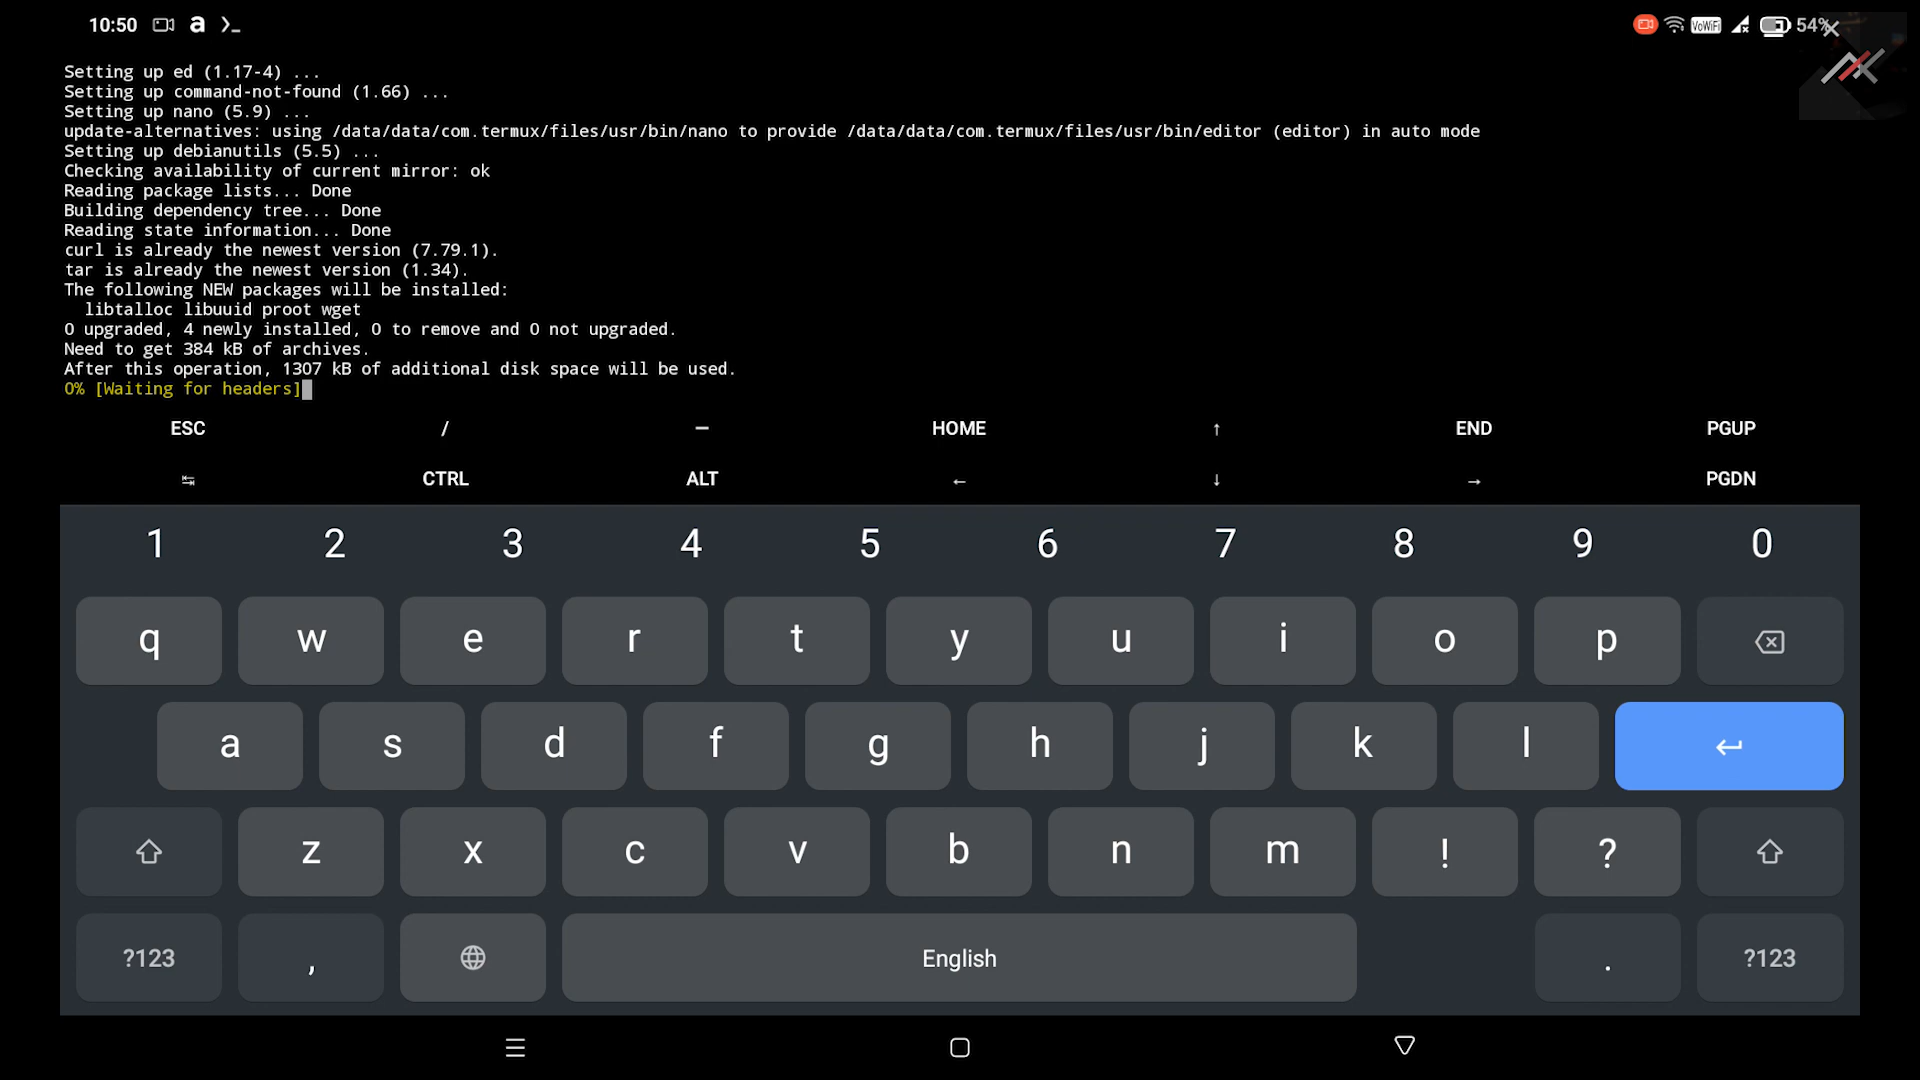 10:50 a >_ VoWiFi 54%
Setting up ed (1.17-4) ...
Setting up command-not-found (1.66) ...
Setting up nano (5.9) ...
update-alternatives: using /data/data/com.termux/files/usr/bin/nano to provide /data/data/com.termux/files/usr/bin/editor (editor) in auto mode
Setting up debianutils (5.5) ...
Checking availability of current mirror: ok
Reading package lists... Done
Building dependency tree... Done
Reading state information... Done
curl is already the newest version (7.79.1).
tar is already the newest version (1.34).
The following NEW packages will be installed:
  libtalloc libuuid proot wget
0 upgraded, 4 newly installed, 0 to remove and 0 not upgraded.
Need to get 384 kB of archives.
After this operation, 1307 kB of additional disk space will be used.
0% [Waiting for headers]
ESC / — HOME ↑ END PGUP
↹ CTRL ALT ← ↓ → PGDN
1 2 3 4 5 6 7 8 9 0
q w e r t y u i o p
a s d f g h j k l
z x c v b n m ! ?
?123 , English . ?123